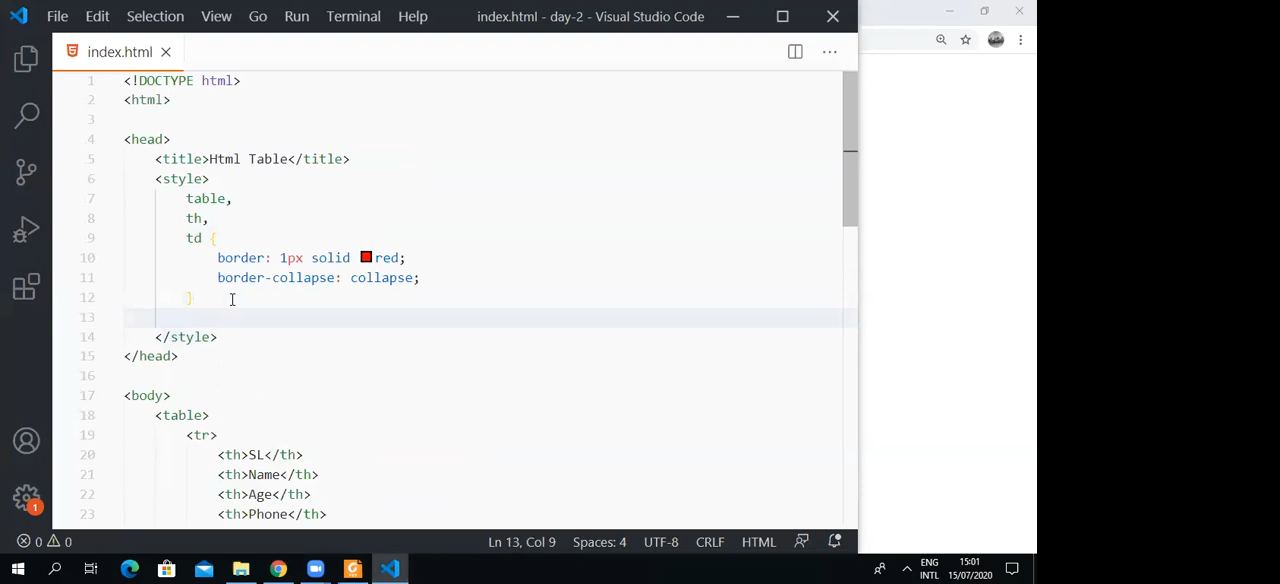 File Edit Selection View Go Run Terminal Help index.html - day-2 - Visual Studio Code
index.html
1 <!DOCTYPE html>
2 <html>
3
4 <head>
5 <title>Html Table</title>
6 <style>
7 table,
8 th,
9 td {
10 border: 1px solid red;
11 border-collapse: collapse;
12 }
13
14 </style>
15 </head>
16
17 <body>
18 <table>
19 <tr>
20 <th>SL</th>
21 <th>Name</th>
22 <th>Age</th>
23 <th>Phone</th>
1
0 0 Ln 13, Col 9 Spaces: 4 UTF-8 CRLF HTML
ENG 15:01
INTL 15/07/2020